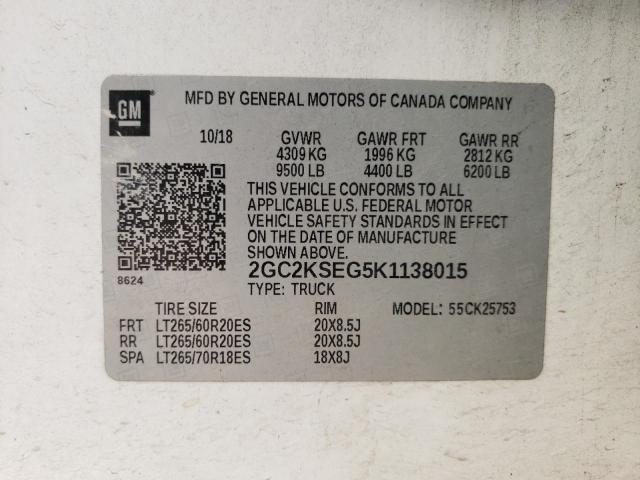 GM
MFD BY GENERAL MOTORS OF CANADA COMPANY
10/18 GVWR GAWR FRT GAWR RR
4309 KG 1996 KG 2812 KG
9500 LB 4400 LB 6200 LB
THIS VEHICLE CONFORMS TO ALL
APPLICABLE U.S. FEDERAL MOTOR
VEHICLE SAFETY STANDARDS IN EFFECT
ON THE DATE OF MANUFACTURE
SHOWN ABOVE.
8624 2GC2KSEG5K1138015
TYPE: TRUCK
TIRE SIZE RIM MODEL: 55CK25753
FRT LT265/60R20ES 20X8.5J
RR LT265/60R20ES 20X8.5J
SPA LT265/70R18ES 18X8J